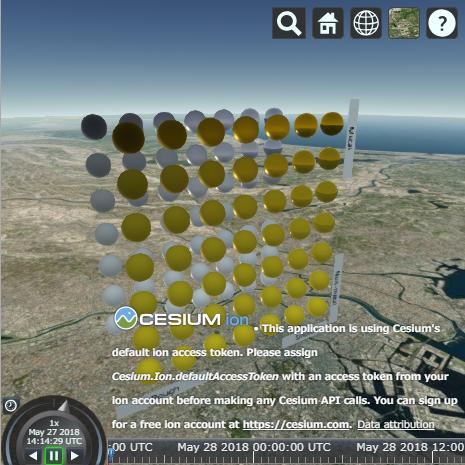 ?
Metallic
CESIUM ion • This application is using Cesium's
default ion access token. Please assign
Cesium.Ion.defaultAccessToken with an access token from your
ion account before making any Cesium API calls. You can sign up
for a free ion account at https://cesium.com. Data attribution
1x
May 27 2018
14:14:29 UTC
:00 UTC May 28 2018 00:00:00 UTC May 28 2018 12:00